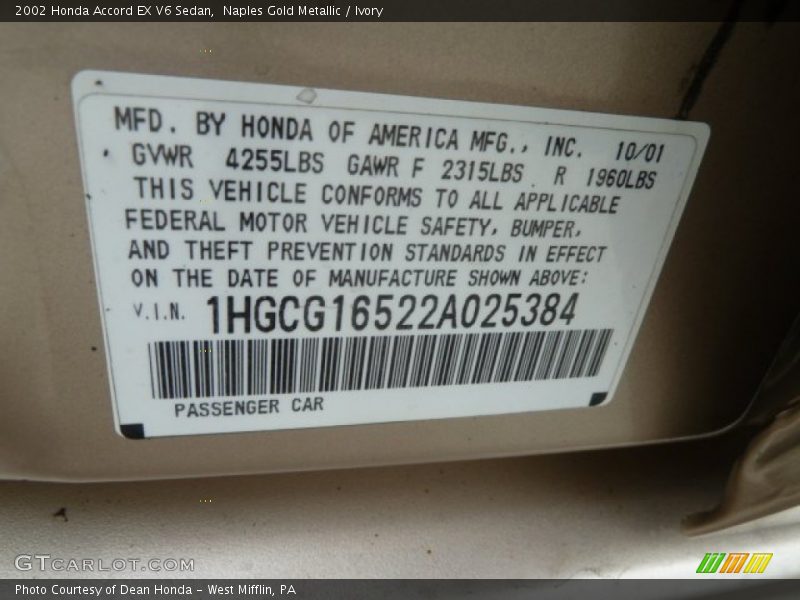 2002 Honda Accord EX V6 Sedan,  Naples Gold Metallic / Ivory
MFD. BY HONDA OF AMERICA MFG., INC. 10/01
GVWR 4255LBS GAWR F 2315LBS R 1960LBS
THIS VEHICLE CONFORMS TO ALL APPLICABLE
FEDERAL MOTOR VEHICLE SAFETY, BUMPER,
AND THEFT PREVENTION STANDARDS IN EFFECT
ON THE DATE OF MANUFACTURE SHOWN ABOVE:
V.I.N. 1HGCG16522A025384
PASSENGER CAR
GTCARLOT.COM
Photo Courtesy of Dean Honda - West Mifflin, PA